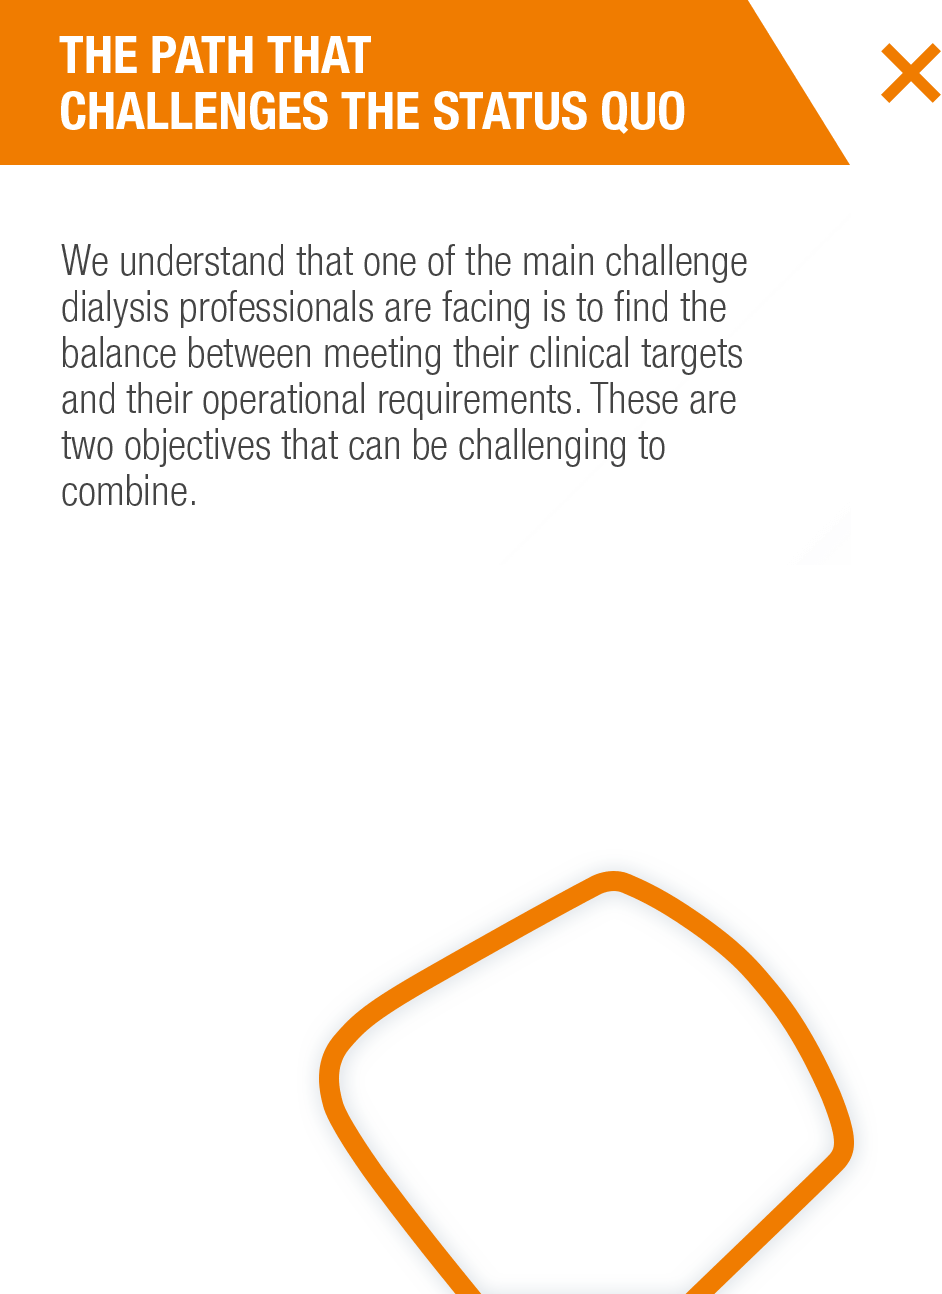 THE PATH THAT
CHALLENGES THE STATUS QUO
We understand that one of the main challenge
dialysis professionals are facing is to find the
balance between meeting their clinical targets
and their operational requirements. These are
two objectives that can be challenging to
combine.